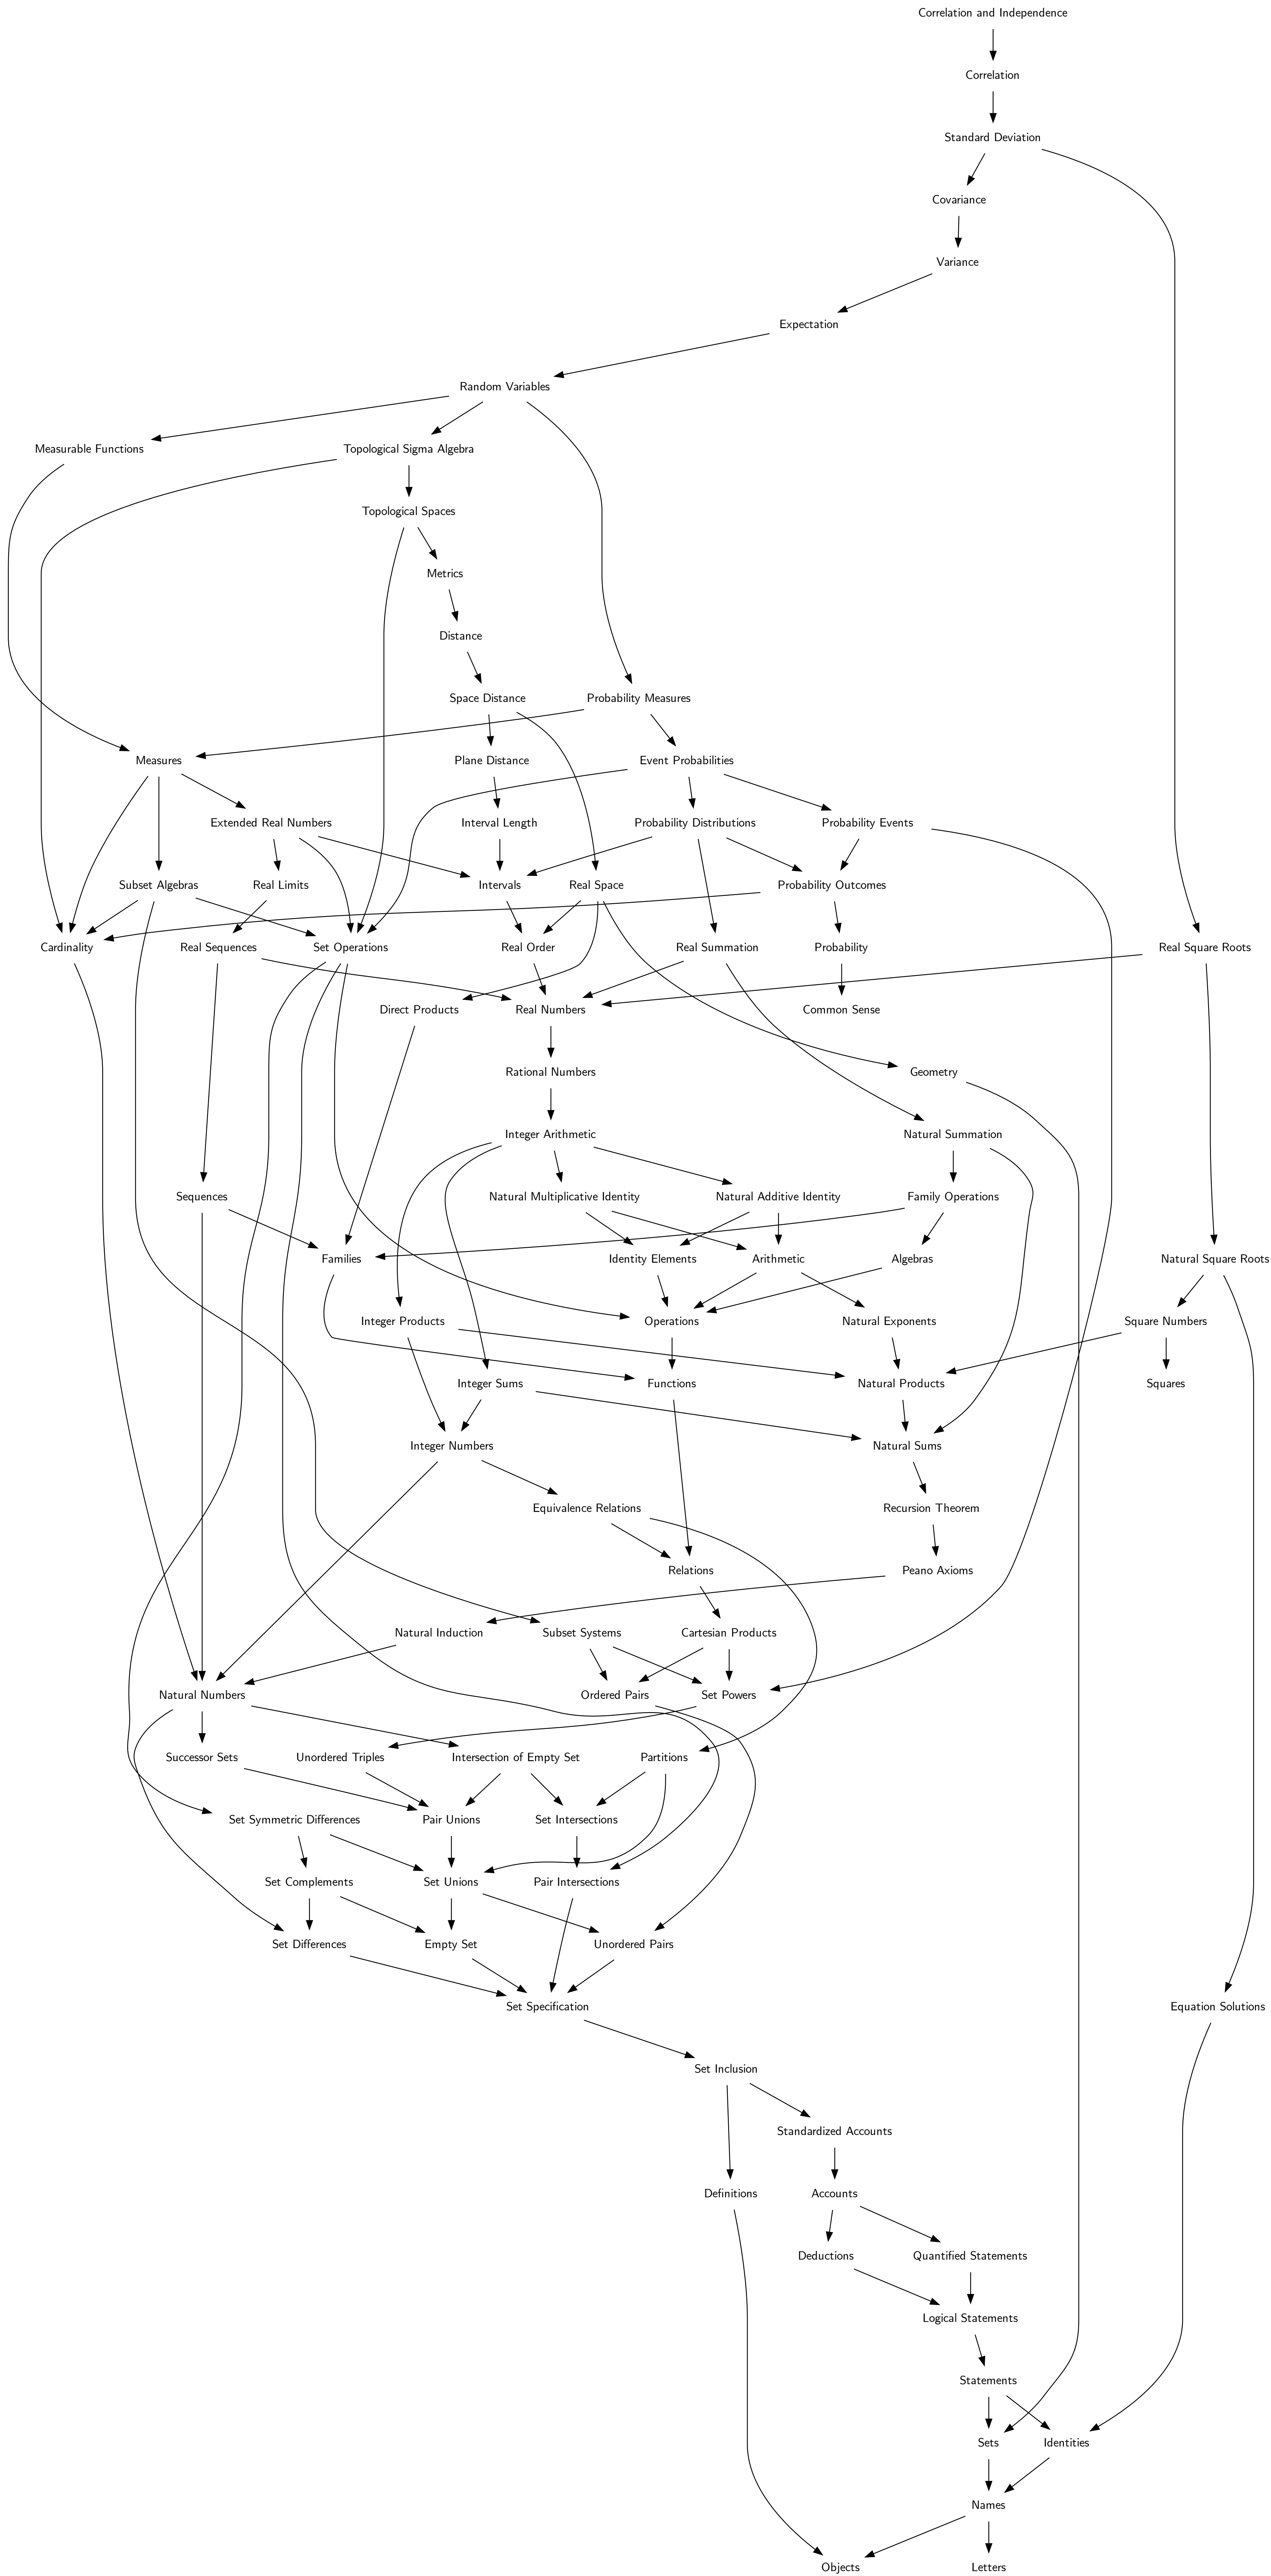 Correlation and Independence
Correlation
Standard Deviation
Covariance
Variance
Expectation
Random Variables
Measurable Functions
Topological Sigma Algebra
Topological Spaces
Metrics
Distance
Space Distance
Probability Measures
Measures
Plane Distance
Event Probabilities
Extended Real Numbers
Interval Length
Probability Distributions
Probability Events
Subset Algebras
Real Limits
Intervals
Real Space
Probability Outcomes
Cardinality
Real Sequences
Set Operations
Real Order
Real Summation
Probability
Real Square Roots
Direct Products
Real Numbers
Common Sense
Rational Numbers
Geometry
Integer Arithmetic
Natural Summation
Sequences
Natural Multiplicative Identity
Natural Additive Identity
Family Operations
Families
Identity Elements
Arithmetic
Algebras
Natural Square Roots
Integer Products
Operations
Natural Exponents
Square Numbers
Integer Sums
Functions
Natural Products
Squares
Integer Numbers
Natural Sums
Equivalence Relations
Recursion Theorem
Relations
Peano Axioms
Natural Induction
Subset Systems
Cartesian Products
Natural Numbers
Ordered Pairs
Set Powers
Successor Sets
Unordered Triples
Intersection of Empty Set
Partitions
Set Symmetric Differences
Pair Unions
Set Intersections
Set Complements
Set Unions
Pair Intersections
Set Differences
Empty Set
Unordered Pairs
Set Specification
Equation Solutions
Set Inclusion
Standardized Accounts
Definitions
Accounts
Deductions
Quantified Statements
Logical Statements
Statements
Sets
Identities
Names
Objects
Letters